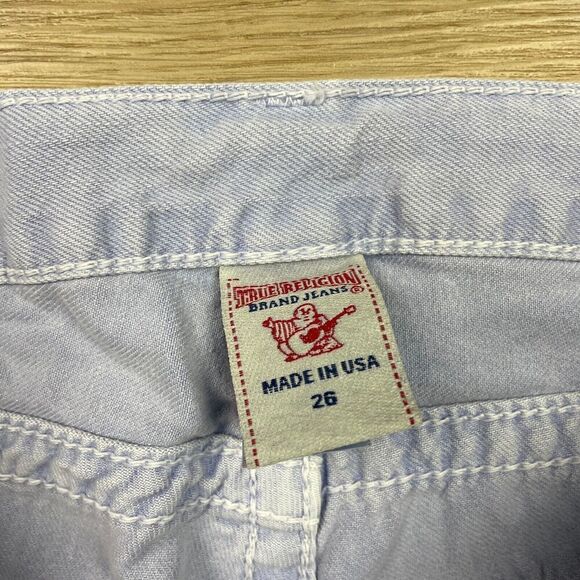 TRUE RELIGION
BRAND JEANS®
MADE IN USA
26